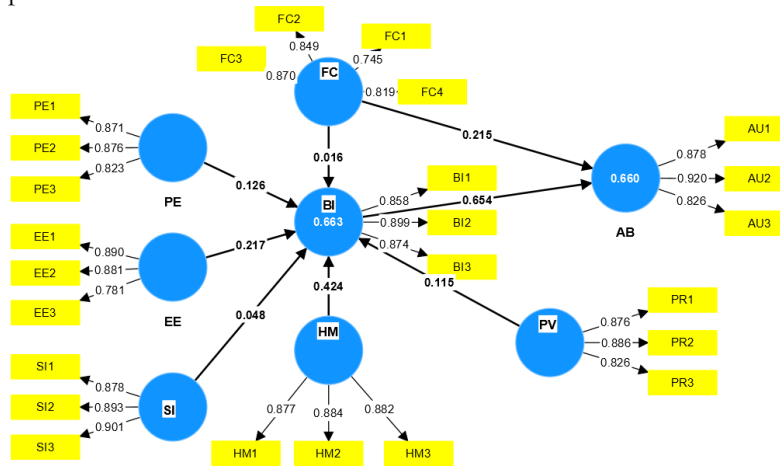 FC2
FC1
0.849
0.745
FC3
FC
0.870
0.819
FC4
PE1
0.871
PE2
0.876
PE3
0.823
PE
0.126
0.016
0.215
AU1
0.878
0.660
0.920
AU2
0.826
AU3
AB
BI
0.663
0.858
BI1
0.654
0.899
BI2
0.874
BI3
EE1
0.890
EE2
0.881
EE3
0.781
EE
0.217
0.048
0.424
0.115
HM
PV
0.876
PR1
0.886
PR2
0.826
PR3
SI1
0.878
SI2
0.893
SI3
0.901
SI
0.877
0.884
0.882
HM1
HM2
HM3